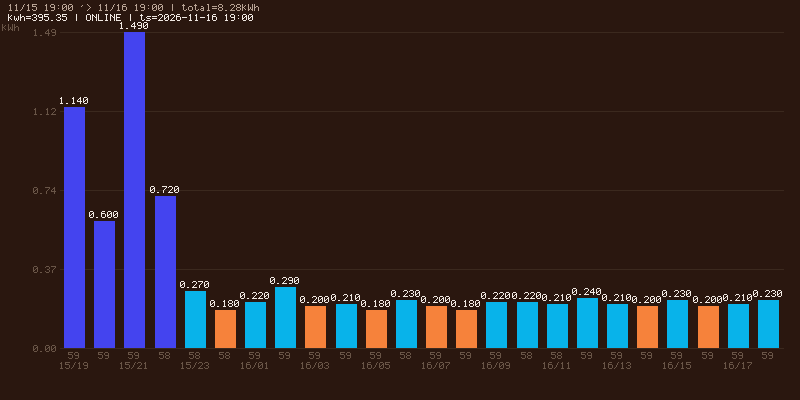 11/15 19:00 -> 11/16 19:00 | total=8.28kWh
Kwh=395.35 | ONLINE | ts=2026-11-16 19:00
kWh
1.49
1.12
0.74
0.37
0.00
1.140 0.600 1.490 0.720 0.270 0.180 0.220 0.290 0.200 0.210 0.180 0.230 0.200 0.180 0.220 0.220 0.210 0.240 0.210 0.200 0.230 0.200 0.210 0.230
59 59 59 58 58 58 59 59 59 59 59 58 59 59 59 58 58 59 59 59 59 59 59 59
15/19 15/21 15/23 16/01 16/03 16/05 16/07 16/09 16/11 16/13 16/15 16/17